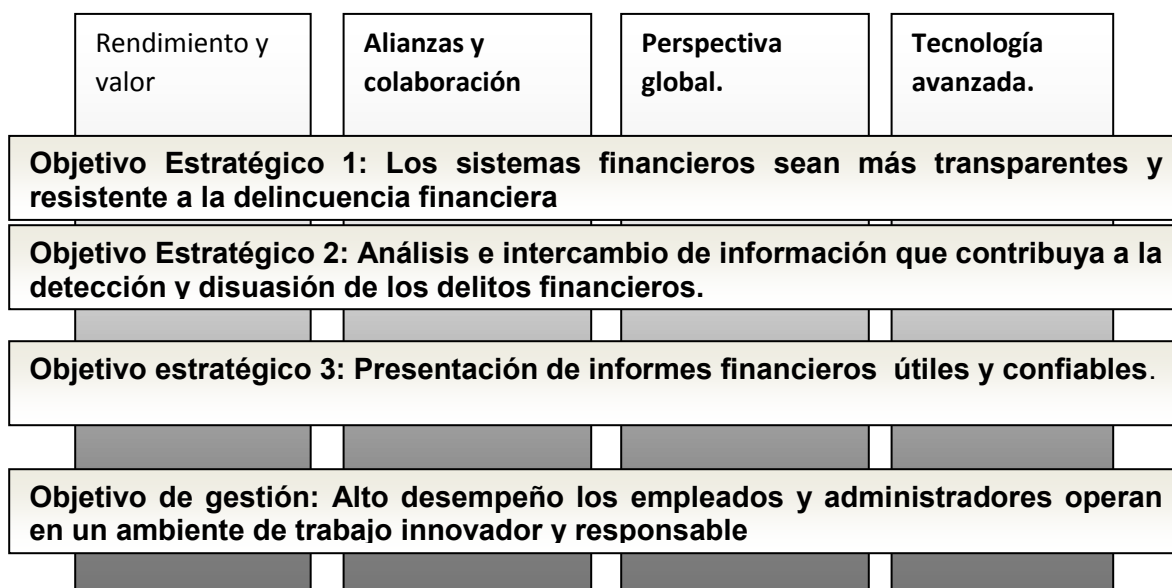 Rendimiento y
valor
Alianzas y
colaboración
Perspectiva
global.
Tecnología
avanzada.
Objetivo Estratégico 1: Los sistemas financieros sean más transparentes y
resistente a la delincuencia financiera
Objetivo Estratégico 2: Análisis e intercambio de información que contribuya a la
detección y disuasión de los delitos financieros.
Objetivo estratégico 3: Presentación de informes financieros útiles y confiables.
Objetivo de gestión: Alto desempeño los empleados y administradores operan
en un ambiente de trabajo innovador y responsable